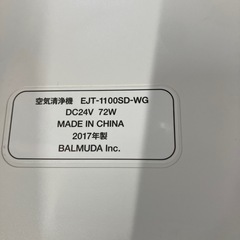 空気清浄機 EJT-1100SD-WG
DC24V 72W
MADE IN CHINA
2017年製
BALMUDA Inc.